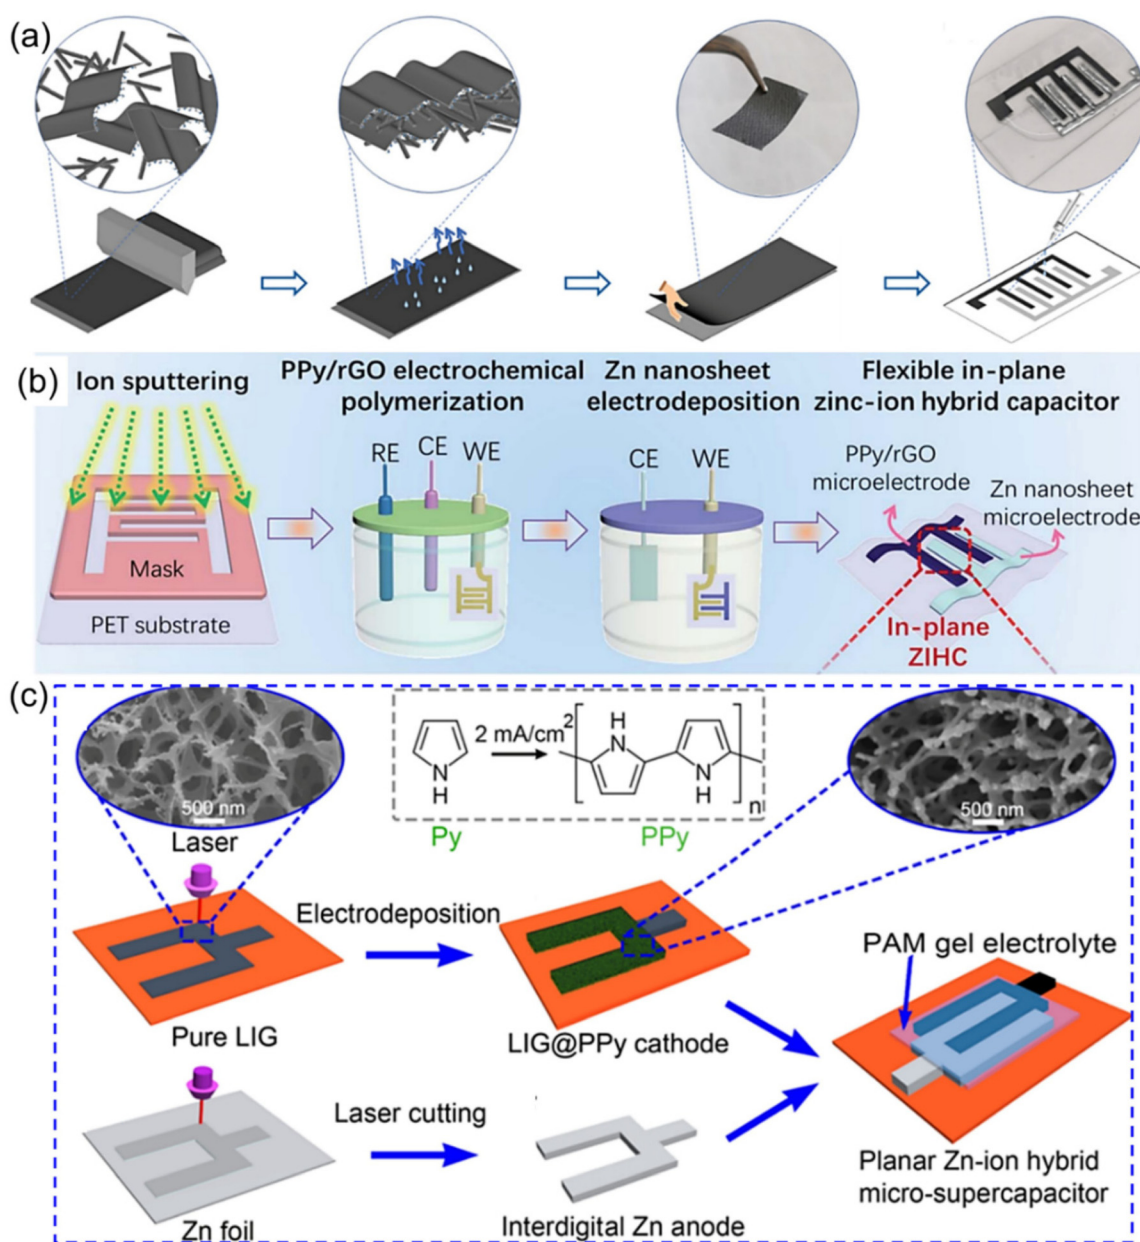 (a)
(b)
Ion sputtering
Mask
PET substrate
PPy/rGO electrochemical
polymerization
RE
CE
WE
Zn nanosheet
electrodeposition
CE
WE
Flexible in-plane
zinc-ion hybrid capacitor
PPy/rGO
microelectrode
Zn nanosheet
microelectrode
In-plane
ZIHC
(c)
500 nm
Laser
N
H
Py
2 mA/cm²
H
N
N
H
n
PPy
500 nm
Pure LIG
Electrodeposition
LIG@PPy cathode
Zn foil
Laser cutting
Interdigital Zn anode
PAM gel electrolyte
Planar Zn-ion hybrid
micro-supercapacitor